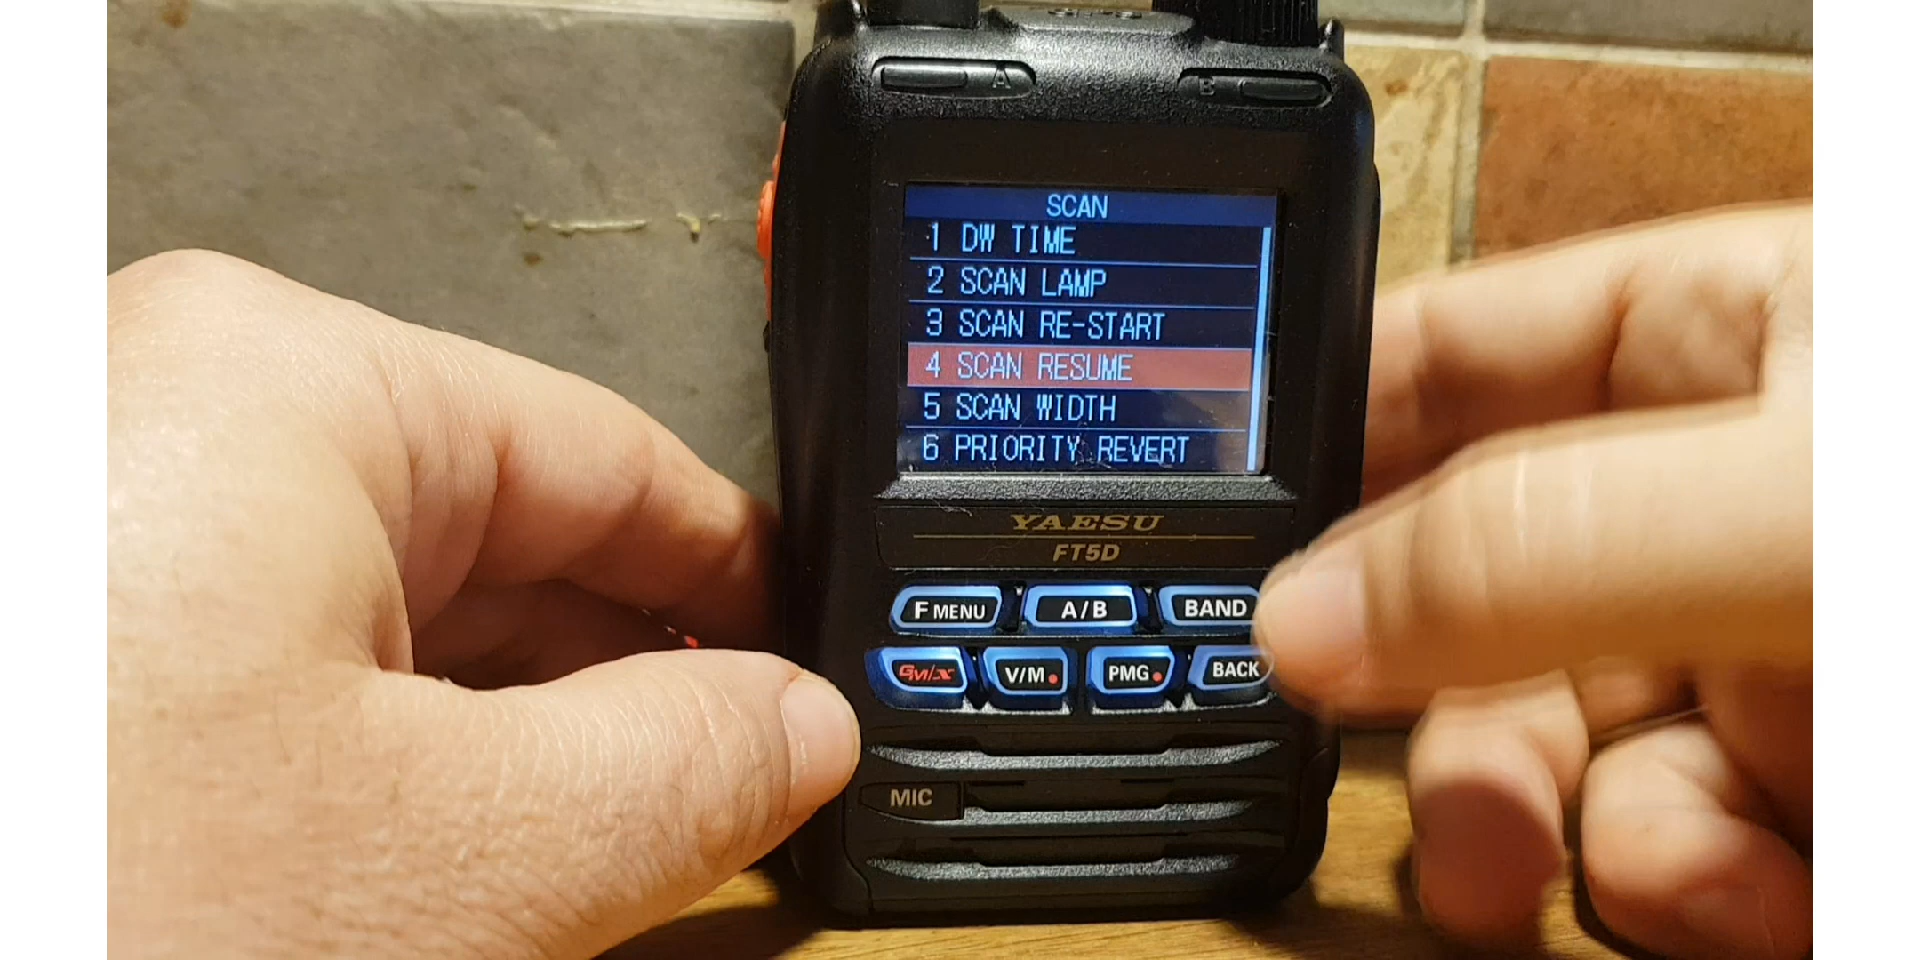 A
B
SCAN
1 DW TIME
2 SCAN LAMP
3 SCAN RE-START
4 SCAN RESUME
5 SCAN WIDTH
6 PRIORITY REVERT
YAESU
FT5D
F MENU
A/B
BAND
GM/X
V/M
PMG
BACK
MIC